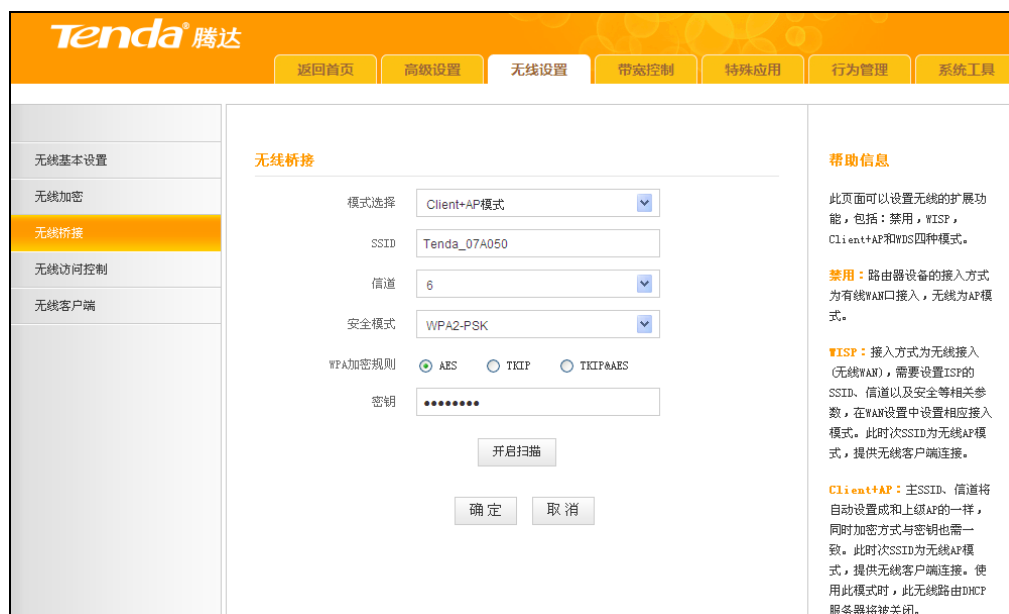 Tenda® 腾达
返回首页 高级设置 无线设置 带宽控制 特殊应用 行为管理 系统工具
无线基本设置
无线加密
无线桥接
无线访问控制
无线客户端
无线桥接
模式选择 Client+AP模式
SSID Tenda_07A050
信道 6
安全模式 WPA2-PSK
WPA加密规则 AES TKIP TKIP&AES
密钥 ●●●●●●●●
开启扫描
确定 取消
帮助信息
此页面可以设置无线的扩展功
能，包括：禁用，WISP，
Client+AP和WDS四种模式。
禁用：路由器设备的接入方式
为有线WAN口接入，无线为AP模
式。
WISP：接入方式为无线接入
(无线WAN)，需要设置ISP的
SSID、信道以及安全等相关参
数，在WAN设置中设置相应接入
模式。此时次SSID为无线AP模
式，提供无线客户端连接。
Client+AP：主SSID、信道将
自动设置成和上级AP的一样，
同时加密方式与密钥也需一
致。此时次SSID为无线AP模
式，提供无线客户端连接。使
用此模式时，此无线路由DHCP
服务器将被关闭。